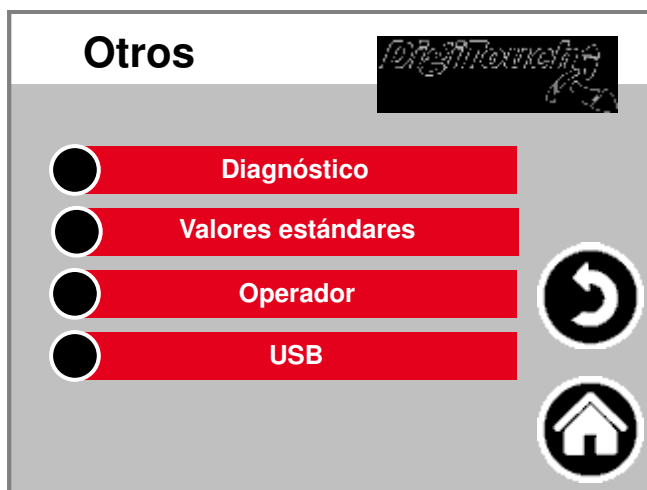 Otros
DigiTouch
Diagnóstico
Valores estándares
Operador
USB